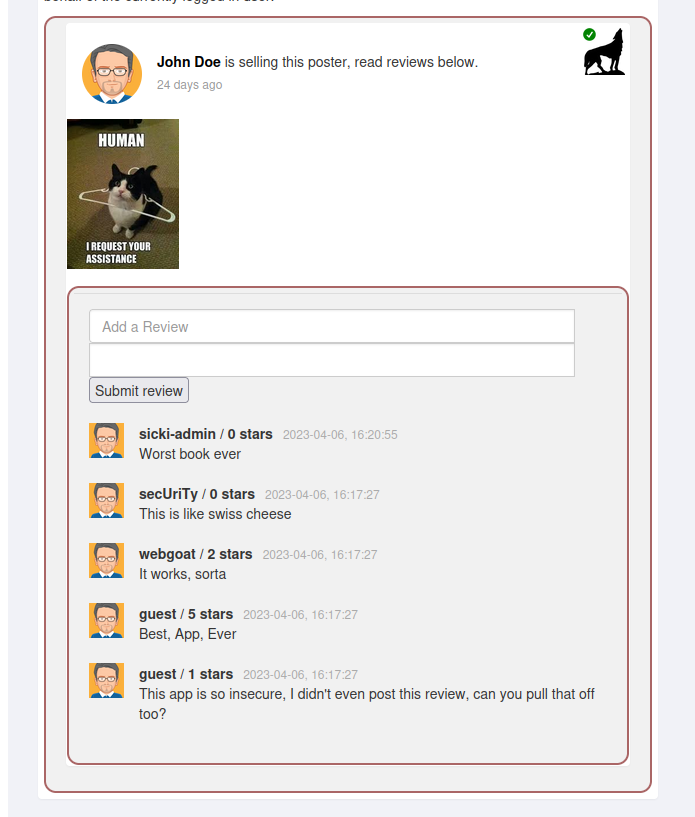 John Doe is selling this poster, read reviews below.
24 days ago
HUMAN
I REQUEST YOUR
ASSISTANCE
Add a Review
Submit review
sicki-admin / 0 stars 2023-04-06, 16:20:55
Worst book ever
secUriTy / 0 stars 2023-04-06, 16:17:27
This is like swiss cheese
webgoat / 2 stars 2023-04-06, 16:17:27
It works, sorta
guest / 5 stars 2023-04-06, 16:17:27
Best, App, Ever
guest / 1 stars 2023-04-06, 16:17:27
This app is so insecure, I didn't even post this review, can you pull that off
too?